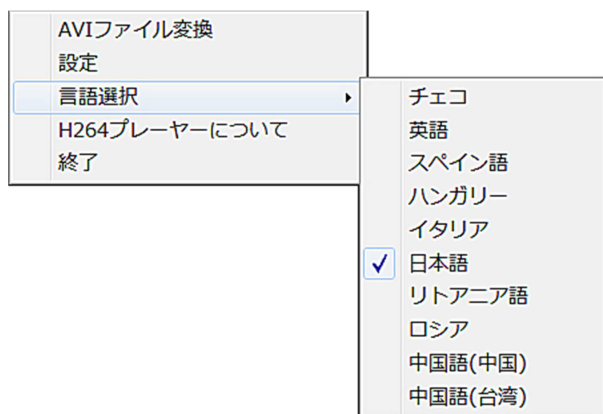 AVIファイル変換
設定
言語選択
H264プレーヤーについて
終了
チェコ
英語
スペイン語
ハンガリー
イタリア
日本語
リトアニア語
ロシア
中国語(中国)
中国語(台湾)